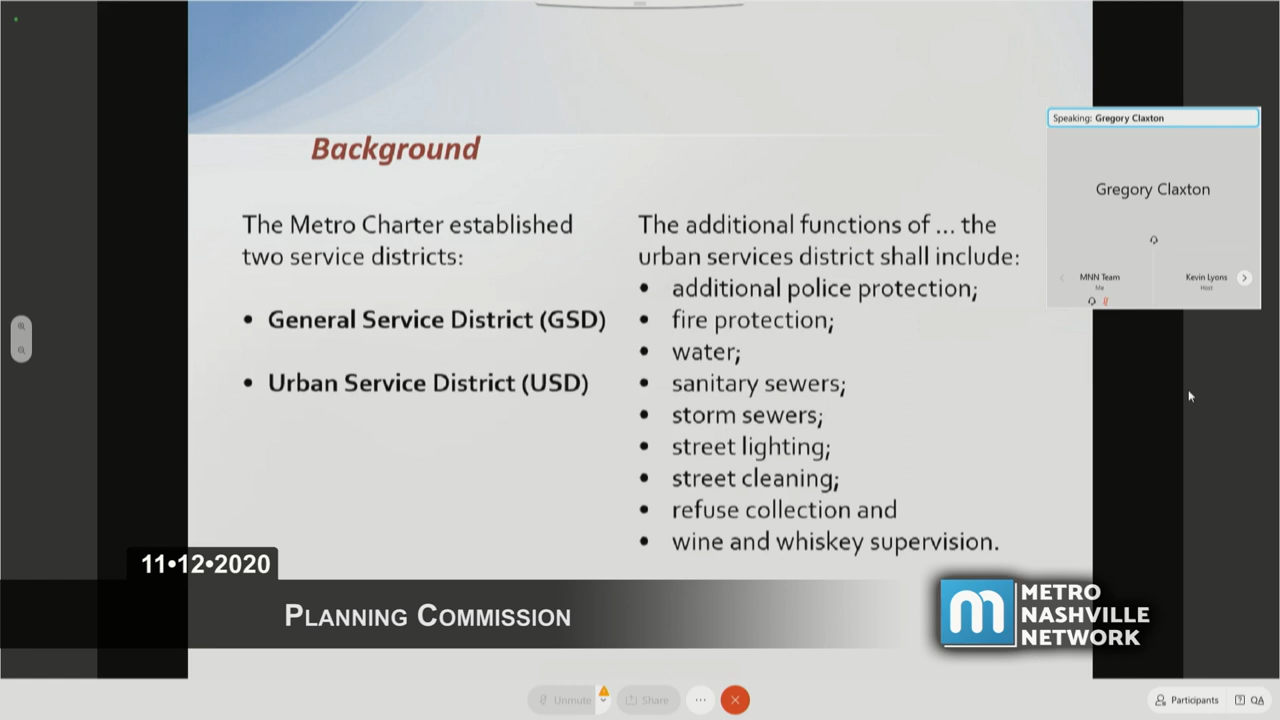 Background
The Metro Charter established
two service districts:
• General Service District (GSD)
• Urban Service District (USD)
The additional functions of ... the
urban services district shall include:
• additional police protection;
• fire protection;
• water;
• sanitary sewers;
• storm sewers;
• street lighting;
• street cleaning;
• refuse collection and
• wine and whiskey supervision.
Speaking: Gregory Claxton
Gregory Claxton
MNN Team
Me
Kevin Lyons
Host
11•12•2020
PLANNING COMMISSION
m
METRO
NASHVILLE
NETWORK
Unmute
Share
Participants
QA